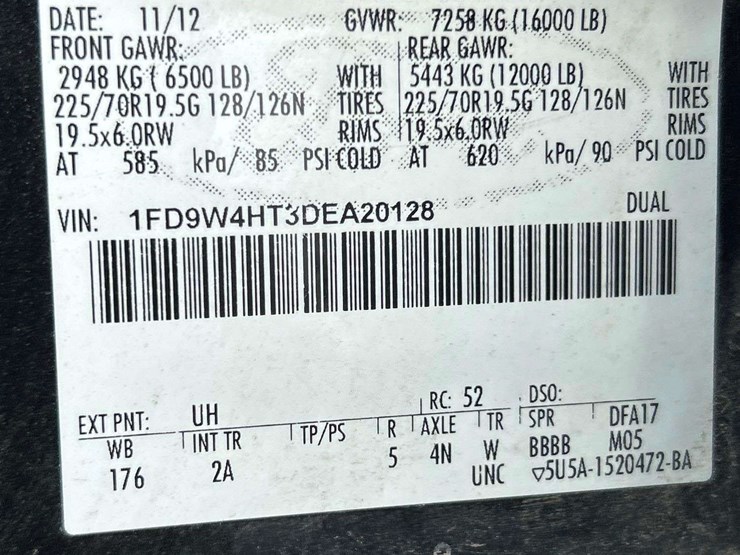 DATE: 11/12 GVWR: 7258 KG (16000 LB)
FRONT GAWR: REAR GAWR:
2948 KG ( 6500 LB) WITH 5443 KG (12000 LB) WITH
225/70R19.5G 128/126N TIRES 225/70R19.5G 128/126N TIRES
19.5x6.0RW RIMS 19.5x6.0RW RIMS
AT 585 kPa/ 85 PSI COLD AT 620 kPa/ 90 PSI COLD
VIN: 1FD9W4HT3DEA20128 DUAL
EXT PNT: UH RC: 52 DSO:
WB INT TR TP/PS R AXLE TR SPR DFA17
176 2A 5 4N W BBBB M05
UNC ▽5U5A-1520472-BA